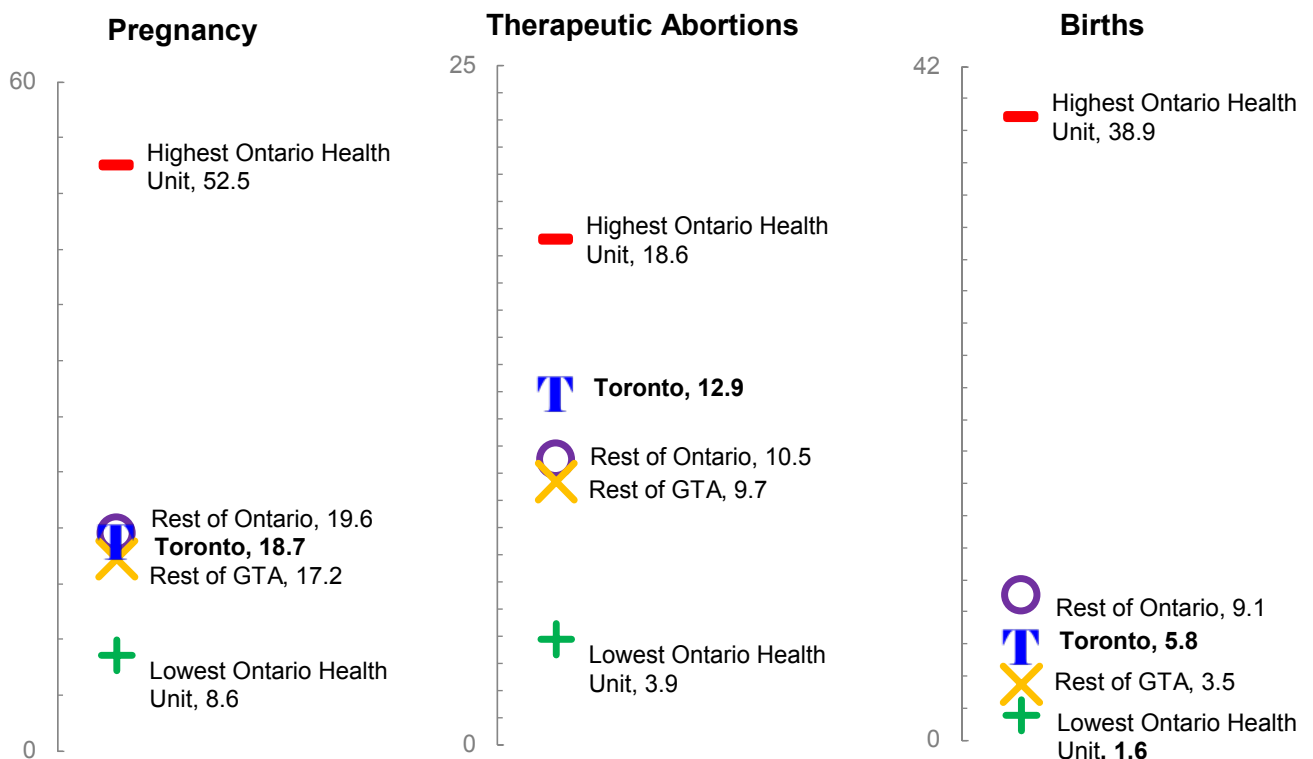 Pregnancy
60
Highest Ontario Health
Unit, 52.5
Rest of Ontario, 19.6
T
Toronto, 18.7
Rest of GTA, 17.2
Lowest Ontario Health
Unit, 8.6
0
Therapeutic Abortions
25
Highest Ontario Health
Unit, 18.6
T
Toronto, 12.9
Rest of Ontario, 10.5
Rest of GTA, 9.7
Lowest Ontario Health
Unit, 3.9
0
Births
42
Highest Ontario Health
Unit, 38.9
Rest of Ontario, 9.1
T
Toronto, 5.8
Rest of GTA, 3.5
Lowest Ontario Health
Unit, 1.6
0